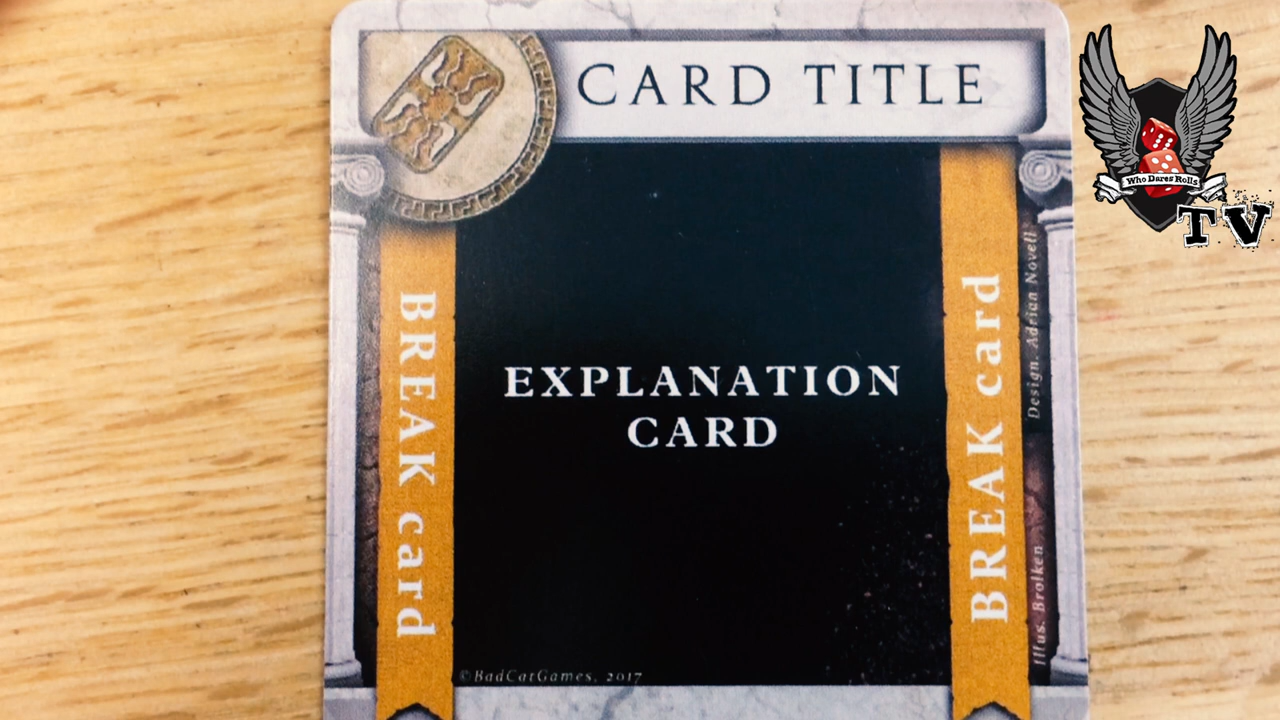 CARD TITLE
Who Dares Rolls
TV
BREAK card
EXPLANATION
CARD
BREAK card
Design. Adrian Novell
Illus. Brolken
©BadCatGames, 2017